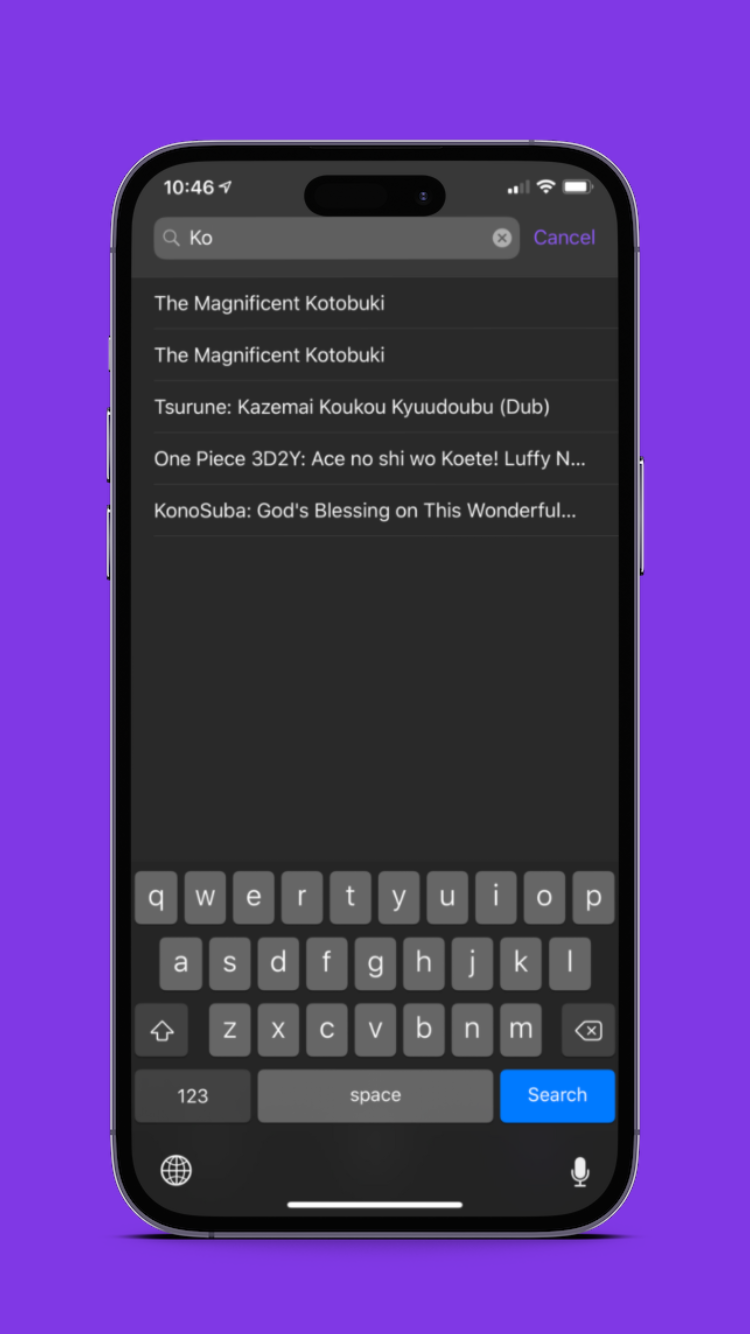 10:46
Ko
Cancel
The Magnificent Kotobuki
The Magnificent Kotobuki
Tsurune: Kazemai Koukou Kyuudoubu (Dub)
One Piece 3D2Y: Ace no shi wo Koete! Luffy N...
KonoSuba: God's Blessing on This Wonderful...
q w e r t y u i o p
a s d f g h j k l
z x c v b n m
123 space Search